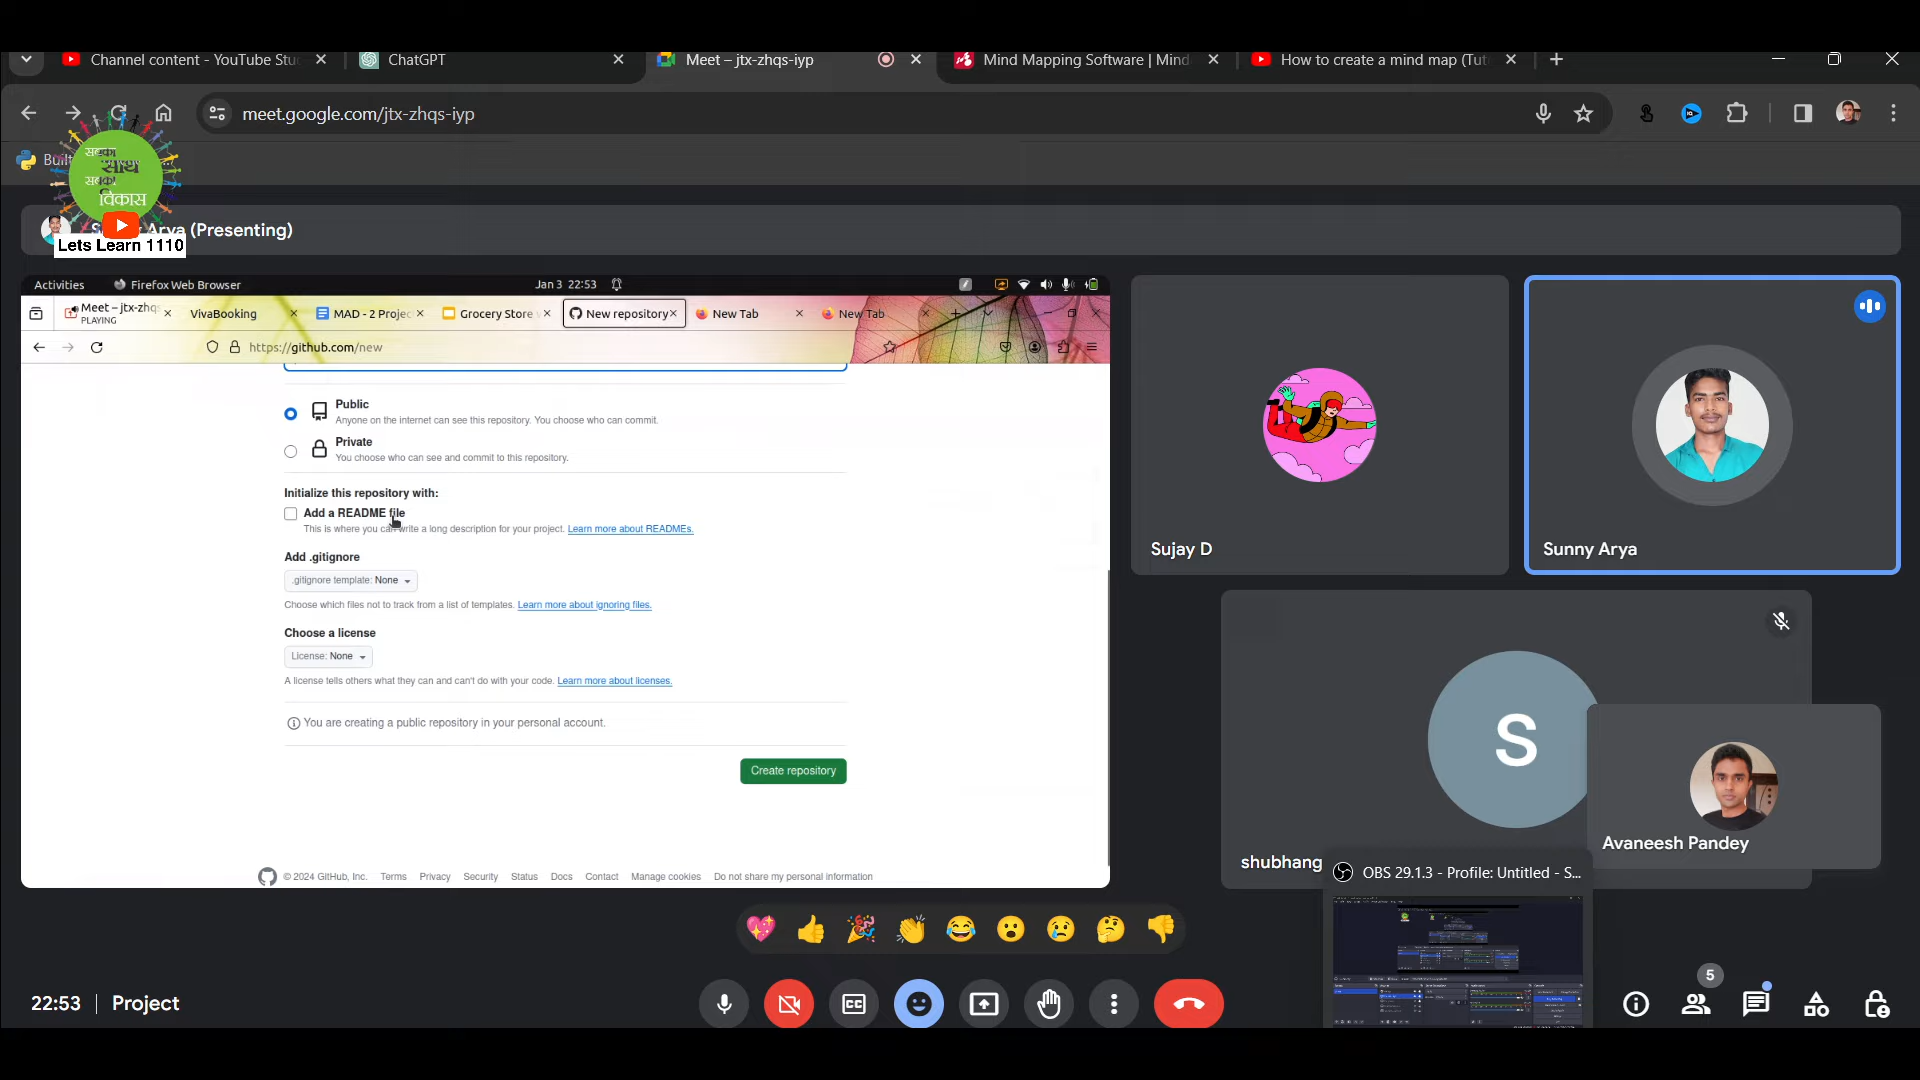 Channel content - YouTube Stu
ChatGPT
Meet – jtx-zhqs-iyp
Mind Mapping Software | Mind
How to create a mind map (Tut
meet.google.com/jtx-zhqs-iyp
सबका
साथ
सबका
विकास
Lets Learn 1110
Arya (Presenting)
Activities
Firefox Web Browser
Jan 3 22:53
Meet – jtx-zhqs
PLAYING
VivaBooking
MAD - 2 Projec
Grocery Store
New repository
New Tab
New Tab
https://github.com/new
Public
Anyone on the internet can see this repository. You choose who can commit.
Private
You choose who can see and commit to this repository.
Initialize this repository with:
Add a README file
This is where you can write a long description for your project. Learn more about READMEs.
Add .gitignore
.gitignore template: None
Choose which files not to track from a list of templates. Learn more about ignoring files.
Choose a license
License: None
A license tells others what they can and can't do with your code. Learn more about licenses.
You are creating a public repository in your personal account.
Create repository
© 2024 GitHub, Inc. Terms Privacy Security Status Docs Contact Manage cookies Do not share my personal information
Sujay D
Sunny Arya
S
shubhang
Avaneesh Pandey
OBS 29.1.3 - Profile: Untitled - S...
22:53 | Project
5